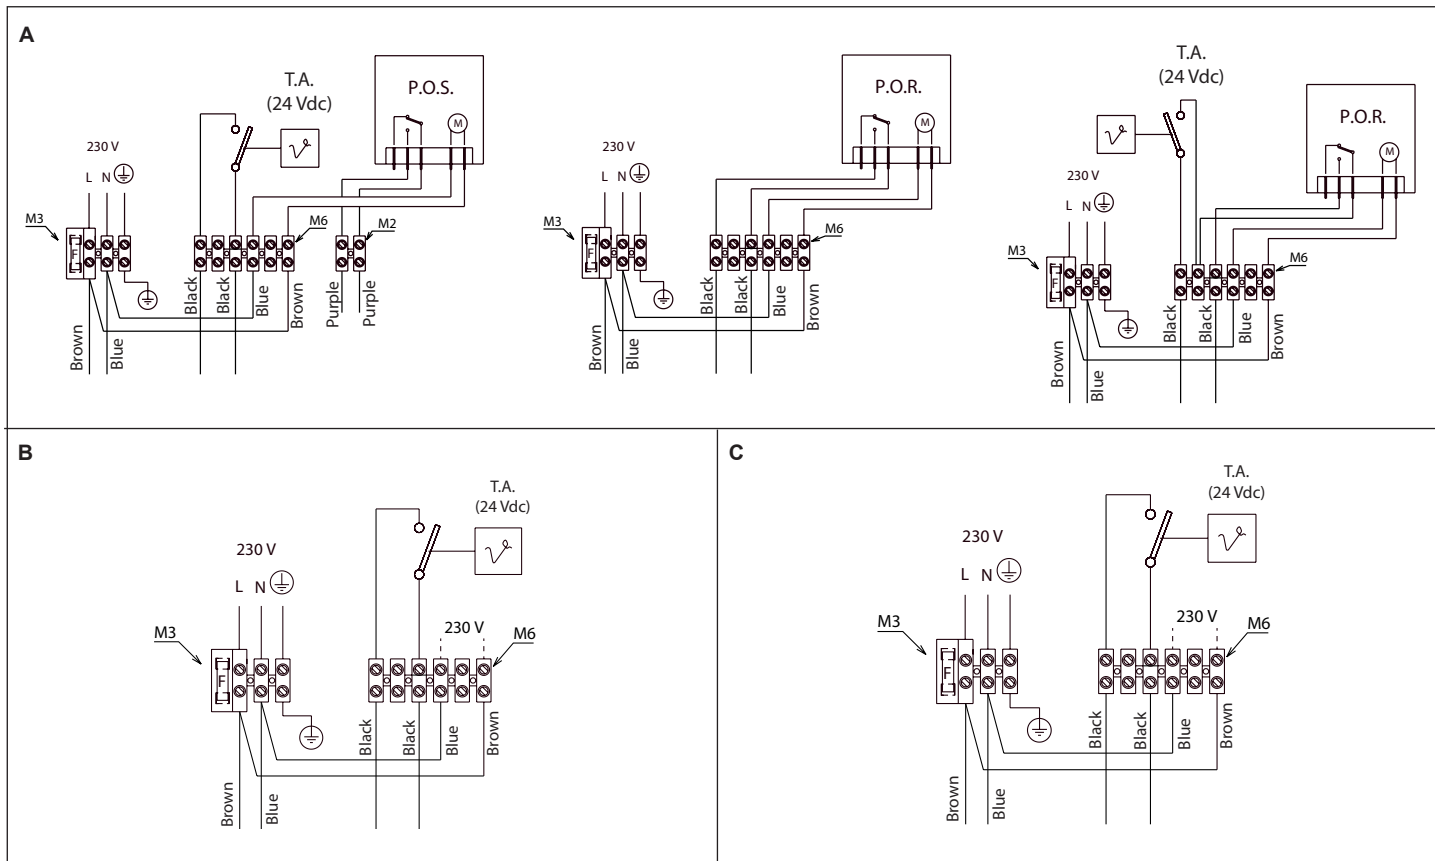 A
T.A.
(24 Vdc)
P.O.S.
M
230 V
L N
M3
F
M6
M2
Black
Black
Blue
Brown
Purple
Purple
Brown
Blue
P.O.R.
M
230 V
L N
M3
F
M6
Black
Black
Blue
Brown
Brown
Blue
T.A.
(24 Vdc)
P.O.R.
M
230 V
L N
M3
F
M6
Black
Black
Blue
Brown
Brown
Blue
B
T.A.
(24 Vdc)
230 V
L N
M3
F
230 V
M6
Black
Black
Blue
Brown
Brown
Blue
C
T.A.
(24 Vdc)
230 V
L N
M3
F
230 V
M6
Black
Black
Blue
Brown
Brown
Blue